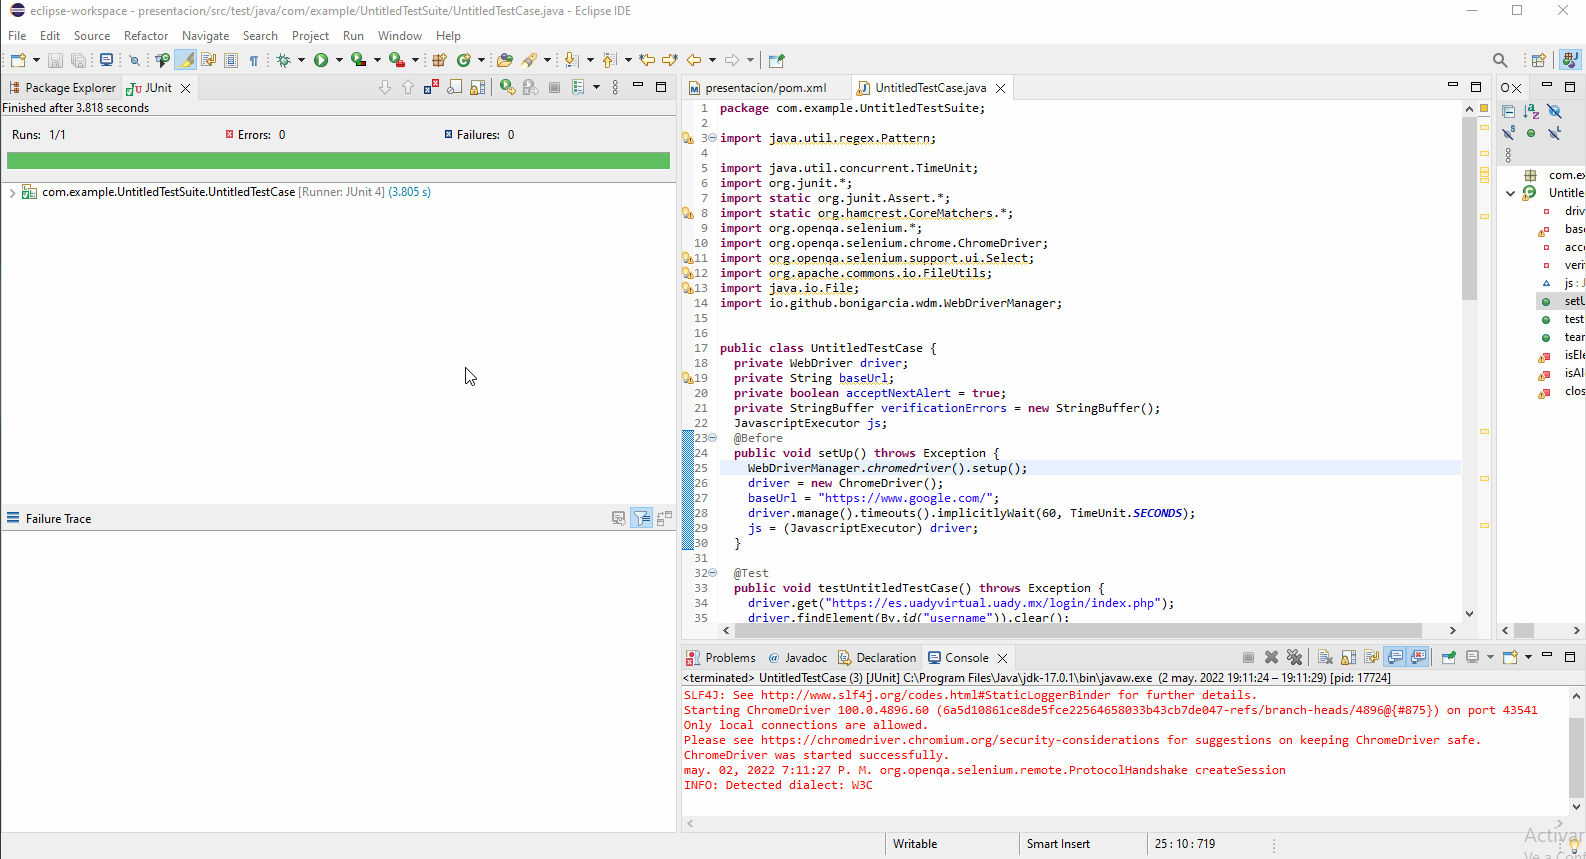 eclipse-workspace - presentacion/src/test/java/com/example/UntitledTestSuite/UntitledTestCase.java - Eclipse IDE
File Edit Source Refactor Navigate Search Project Run Window Help
Package Explorer JUnit
Finished after 3.818 seconds
Runs: 1/1 Errors: 0 Failures: 0
com.example.UntitledTestSuite.UntitledTestCase [Runner: JUnit 4] (3.805 s)
Failure Trace
presentacion/pom.xml UntitledTestCase.java
1 package com.example.UntitledTestSuite;
2
3 import java.util.regex.Pattern;
4
5 import java.util.concurrent.TimeUnit;
6 import org.junit.*;
7 import static org.junit.Assert.*;
8 import static org.hamcrest.CoreMatchers.*;
9 import org.openqa.selenium.*;
10 import org.openqa.selenium.chrome.ChromeDriver;
11 import org.openqa.selenium.support.ui.Select;
12 import org.apache.commons.io.FileUtils;
13 import java.io.File;
14 import io.github.bonigarcia.wdm.WebDriverManager;
15
16
17 public class UntitledTestCase {
18 private WebDriver driver;
19 private String baseUrl;
20 private boolean acceptNextAlert = true;
21 private StringBuffer verificationErrors = new StringBuffer();
22 JavascriptExecutor js;
23 @Before
24 public void setUp() throws Exception {
25 WebDriverManager.chromedriver().setup();
26 driver = new ChromeDriver();
27 baseUrl = "https://www.google.com/";
28 driver.manage().timeouts().implicitlyWait(60, TimeUnit.SECONDS);
29 js = (JavascriptExecutor) driver;
30 }
31
32 @Test
33 public void testUntitledTestCase() throws Exception {
34 driver.get("https://es.uadyvirtual.uady.mx/login/index.php");
35 driver.findElement(By.id("username")).clear();
O
com.ex
Untitle
driv
bas
acc
veri
js : J
setU
test
tear
isEle
isAl
clos
Problems @ Javadoc Declaration Console
<terminated> UntitledTestCase (3) [JUnit] C:\Program Files\Java\jdk-17.0.1\bin\javaw.exe (2 may. 2022 19:11:24 – 19:11:29) [pid: 17724]
SLF4J: See http://www.slf4j.org/codes.html#StaticLoggerBinder for further details.
Starting ChromeDriver 100.0.4896.60 (6a5d10861ce8de5fce22564658033b43cb7de047-refs/branch-heads/4896@{#875}) on port 43541
Only local connections are allowed.
Please see https://chromedriver.chromium.org/security-considerations for suggestions on keeping ChromeDriver safe.
ChromeDriver was started successfully.
may. 02, 2022 7:11:27 P. M. org.openqa.selenium.remote.ProtocolHandshake createSession
INFO: Detected dialect: W3C
Writable Smart Insert 25 : 10 : 719
Activar